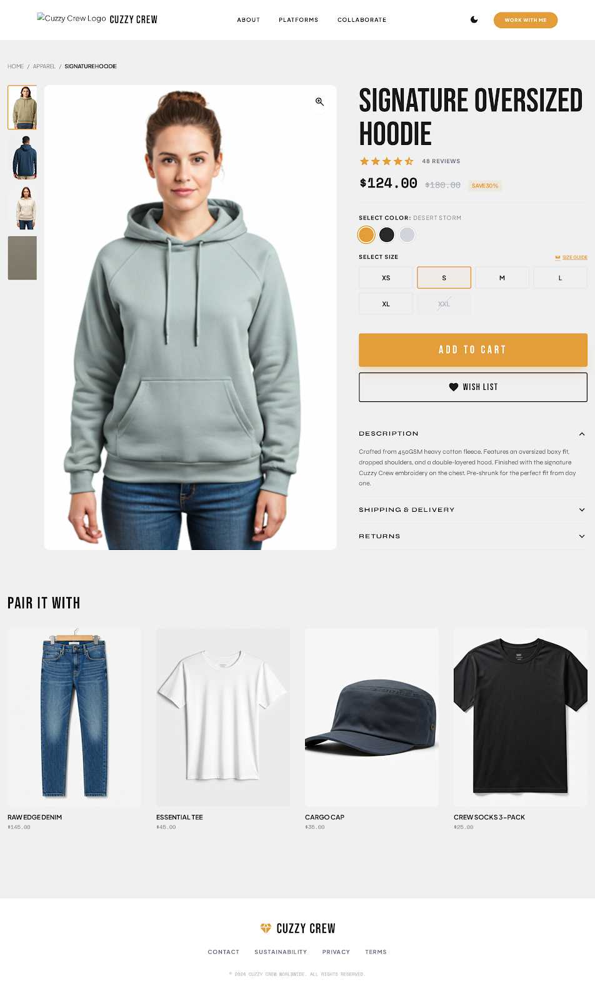 Cuzzy Crew Logo CUZZY CREW
ABOUT PLATFORMS COLLABORATE
WORK WITH ME
HOME / APPAREL / SIGNATUREHOODIE
SIGNATURE OVERSIZED
HOODIE
48 REVIEWS
$124.00 $180.00 SAVE30%
SELECT COLOR: DESERT STORM
SELECT SIZE SIZE GUIDE
XS S M L
XL XXL
ADD TO CART
WISH LIST
DESCRIPTION
Crafted from 450GSM heavy cotton fleece. Features an oversized boxy fit,
dropped shoulders, and a double-layered hood. Finished with the signature
Cuzzy Crew embroidery on the chest. Pre-shrunk for the perfect fit from day
one.
SHIPPING & DELIVERY
RETURNS
PAIR IT WITH
RAW EDGE DENIM
$145.00
ESSENTIAL TEE
$45.00
CARGO CAP
$35.00
CREW SOCKS 3-PACK
$25.00
CUZZY CREW
CONTACT SUSTAINABILITY PRIVACY TERMS
© 2024 CUZZY CREW WORLDWIDE. ALL RIGHTS RESERVED.